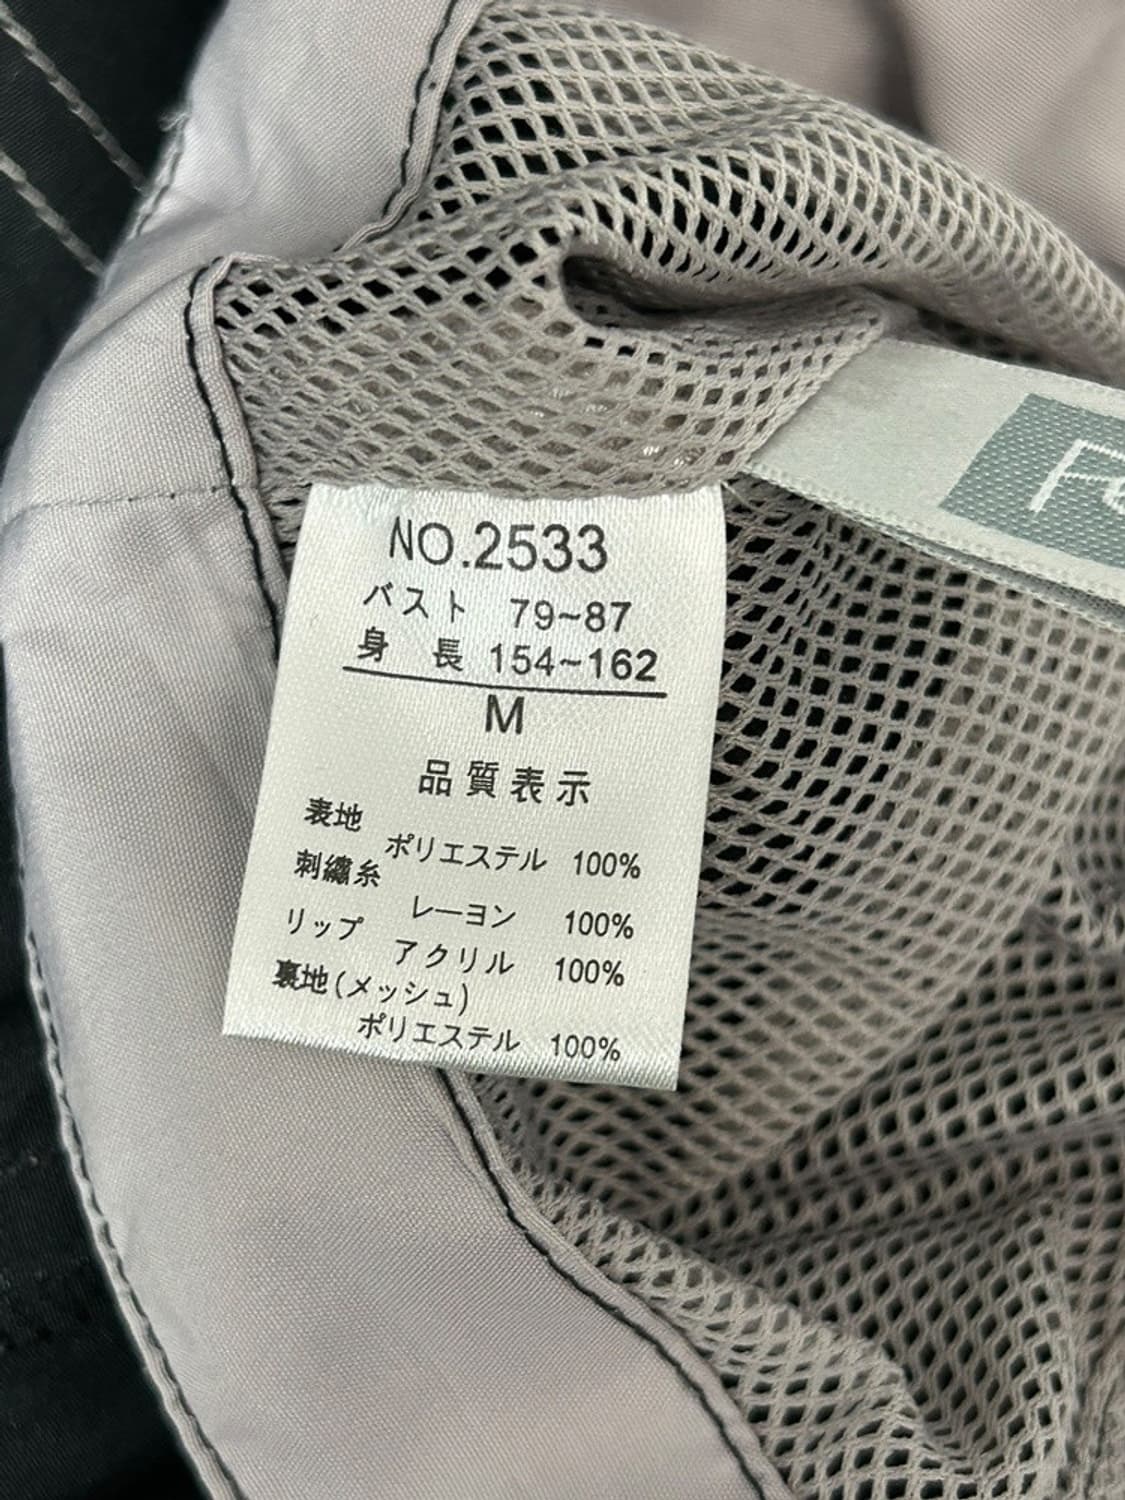 NO.2533
バスト 79~87
身 長 154~162
M
品質表示
表地
ポリエステル 100%
刺繍糸
レーヨン 100%
リップ
アクリル 100%
裏地(メッシュ)
ポリエステル 100%